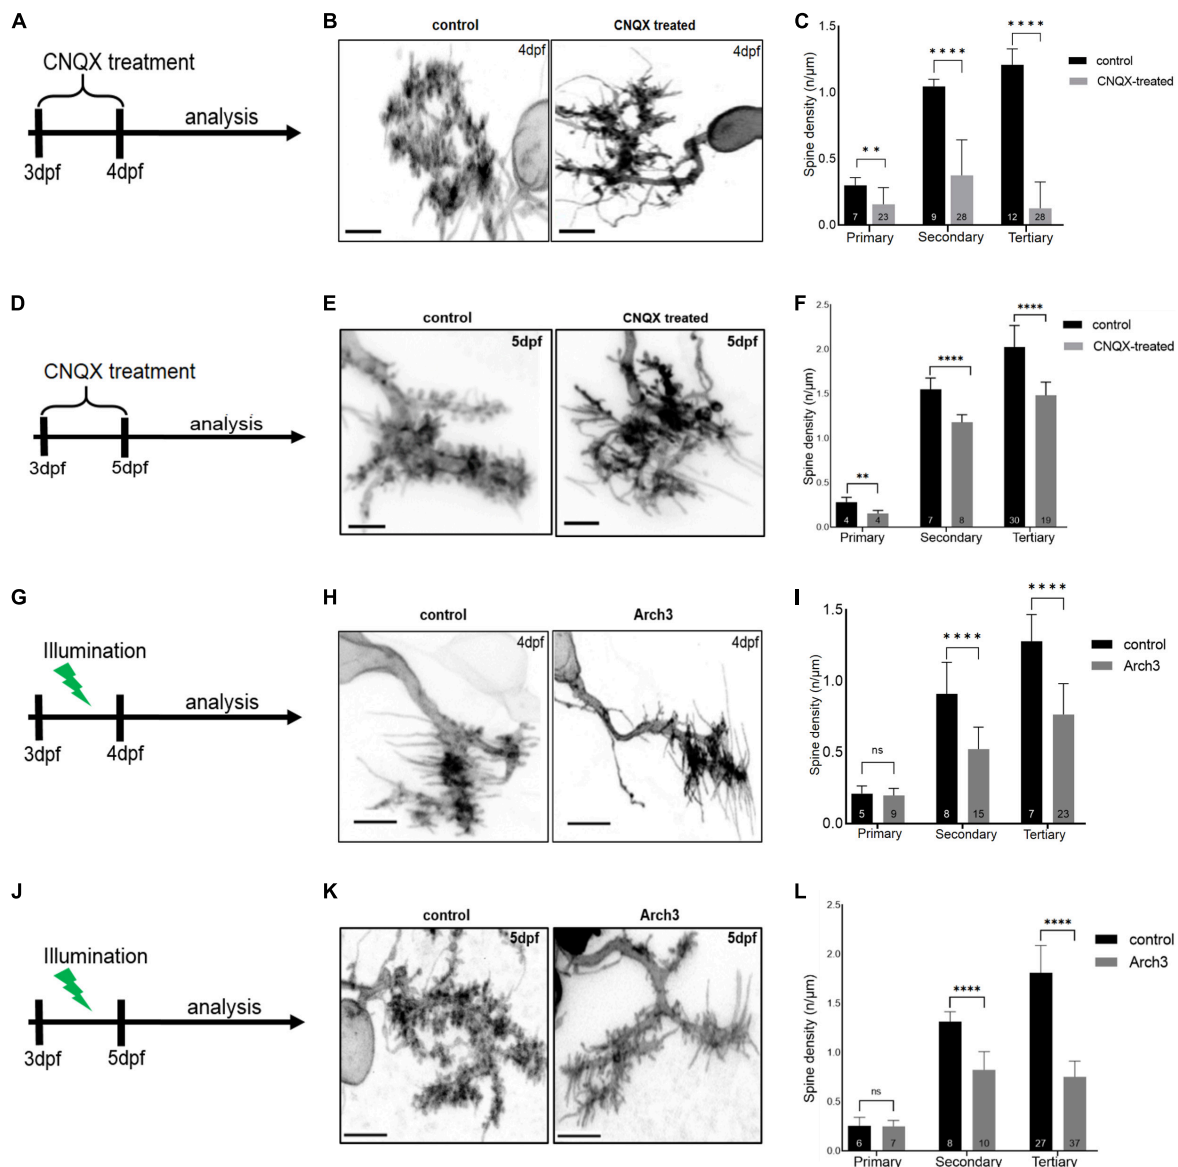 A
CNQX treatment
analysis
3dpf 4dpf
B
control CNQX treated
4dpf 4dpf
C
1.5
1.0
0.5
0.0
Spine density (n/µm)
** **** ****
7 23 9 28 12 28
Primary Secondary Tertiary
control
CNQX-treated
D
CNQX treatment
analysis
3dpf 5dpf
E
control CNQX treated
5dpf 5dpf
F
2.5
2.0
1.5
1.0
0.5
0.0
Spine density (n/µm)
** **** ****
4 4 7 8 30 19
Primary Secondary Tertiary
control
CNQX-treated
G
Illumination
analysis
3dpf 4dpf
H
control Arch3
4dpf 4dpf
I
1.5
1.0
0.5
0.0
Spine density (n/µm)
ns **** ****
5 9 8 15 7 23
Primary Secondary Tertiary
control
Arch3
J
Illumination
analysis
3dpf 5dpf
K
control Arch3
5dpf 5dpf
L
2.5
2.0
1.5
1.0
0.5
0.0
Spine density (n/µm)
ns **** ****
6 7 8 10 27 37
Primary Secondary Tertiary
control
Arch3